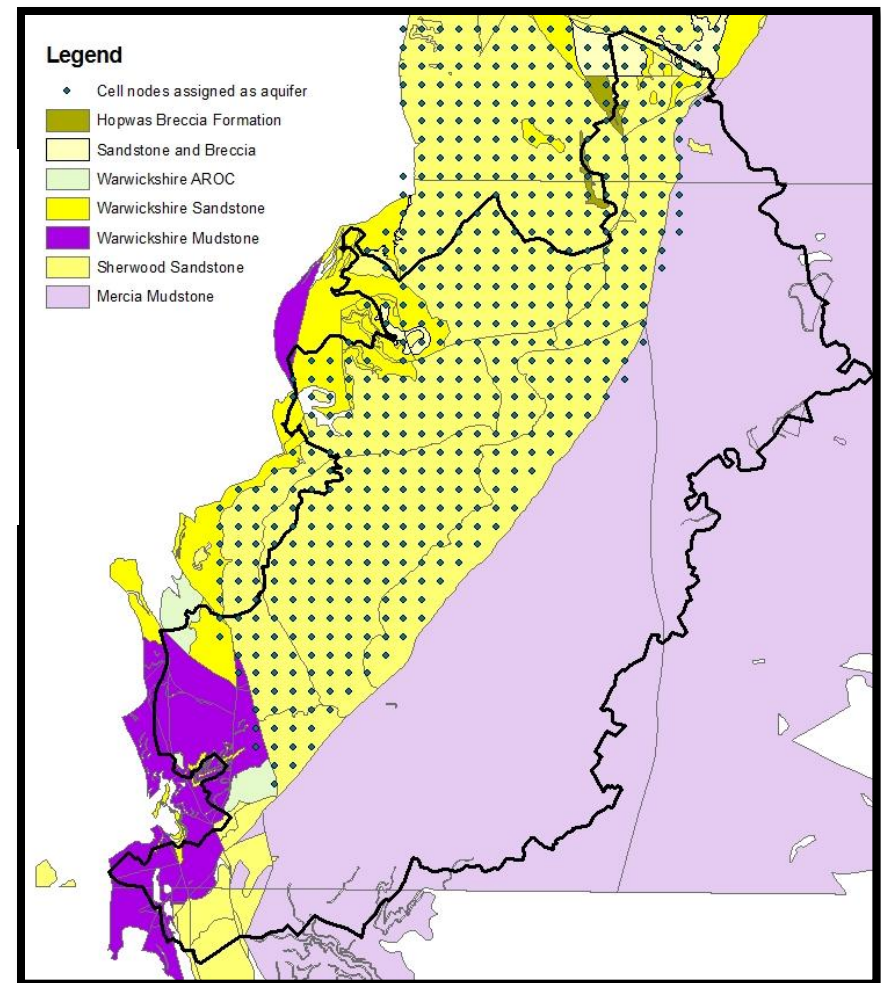 Legend
Cell nodes assigned as aquifer
Hopwas Breccia Formation
Sandstone and Breccia
Warwickshire AROC
Warwickshire Sandstone
Warwickshire Mudstone
Sherwood Sandstone
Mercia Mudstone